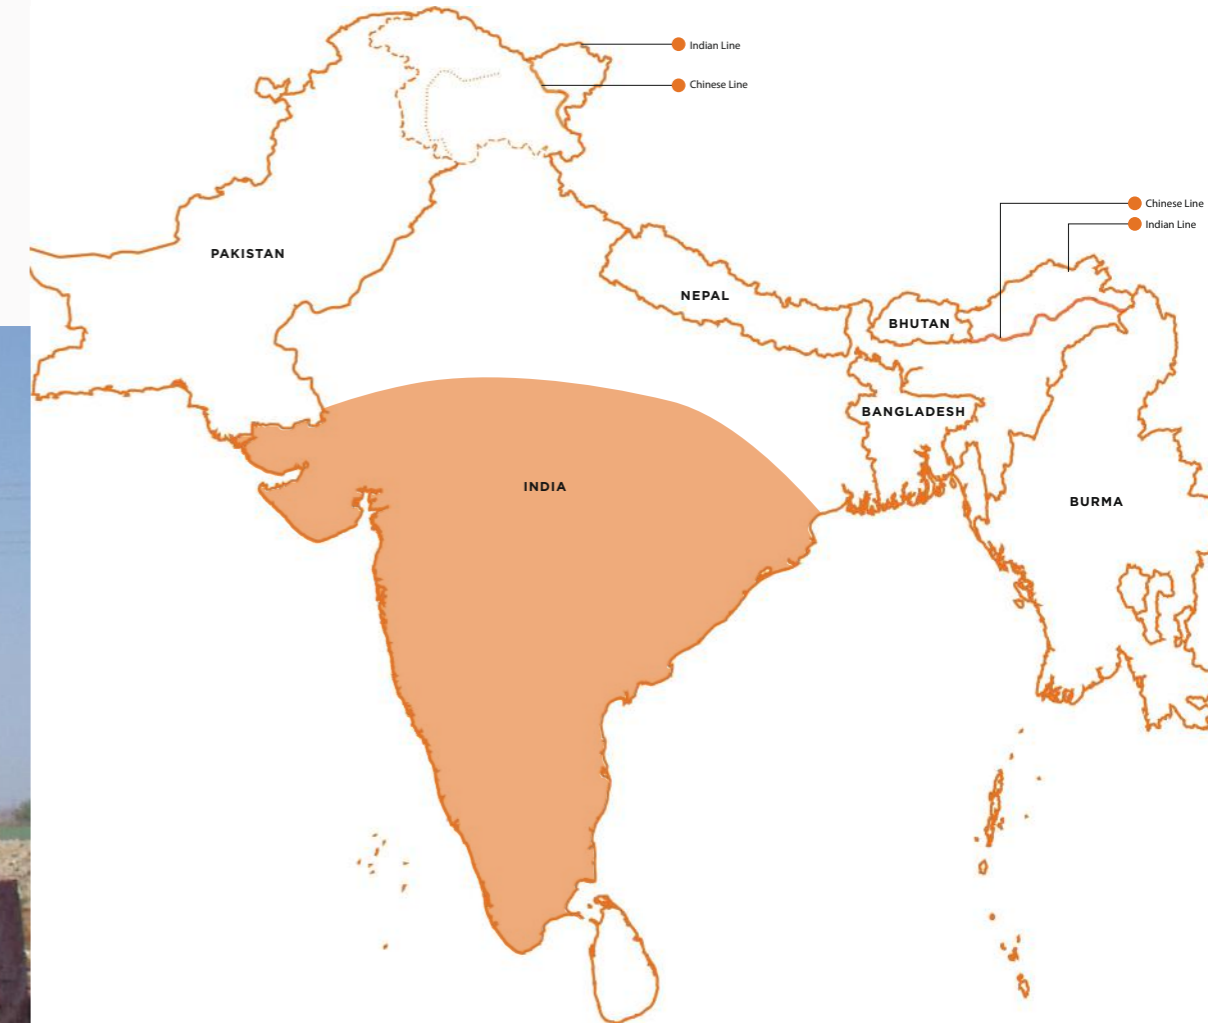 Indian Line
Chinese Line
Chinese Line
Indian Line
PAKISTAN
NEPAL
BHUTAN
BANGLADESH
INDIA
BURMA